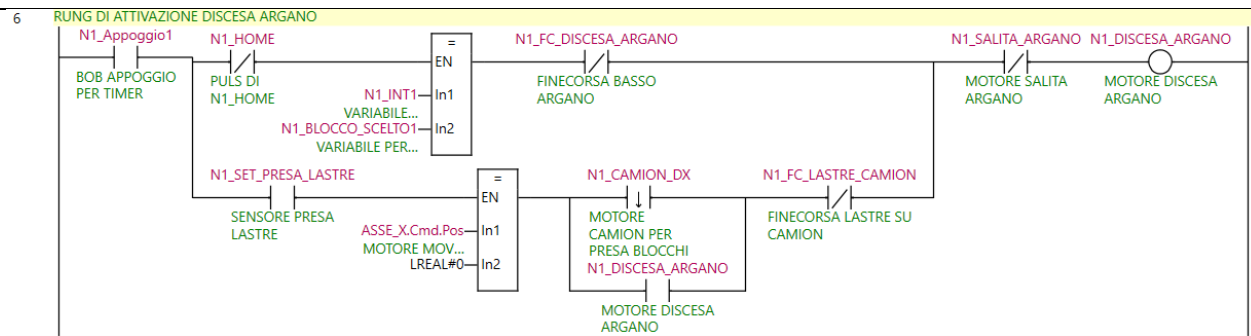 6
RUNG DI ATTIVAZIONE DISCESA ARGANO
N1_Appoggio1
BOB APPOGGIO
PER TIMER
N1_HOME
PULS DI
N1_HOME
=
EN
N1_INT1
In1
VARIABILE...
N1_BLOCCO_SCELTO1
In2
VARIABILE PER...
N1_FC_DISCESA_ARGANO
FINECORSA BASSO
ARGANO
N1_SALITA_ARGANO
MOTORE SALITA
ARGANO
N1_DISCESA_ARGANO
MOTORE DISCESA
ARGANO
N1_SET_PRESA_LASTRE
SENSORE PRESA
LASTRE
=
EN
ASSE_X.Cmd.Pos
In1
MOTORE MOV...
LREAL#0
In2
N1_CAMION_DX
MOTORE
CAMION PER
PRESA BLOCCHI
N1_DISCESA_ARGANO
MOTORE DISCESA
ARGANO
N1_FC_LASTRE_CAMION
FINECORSA LASTRE SU
CAMION